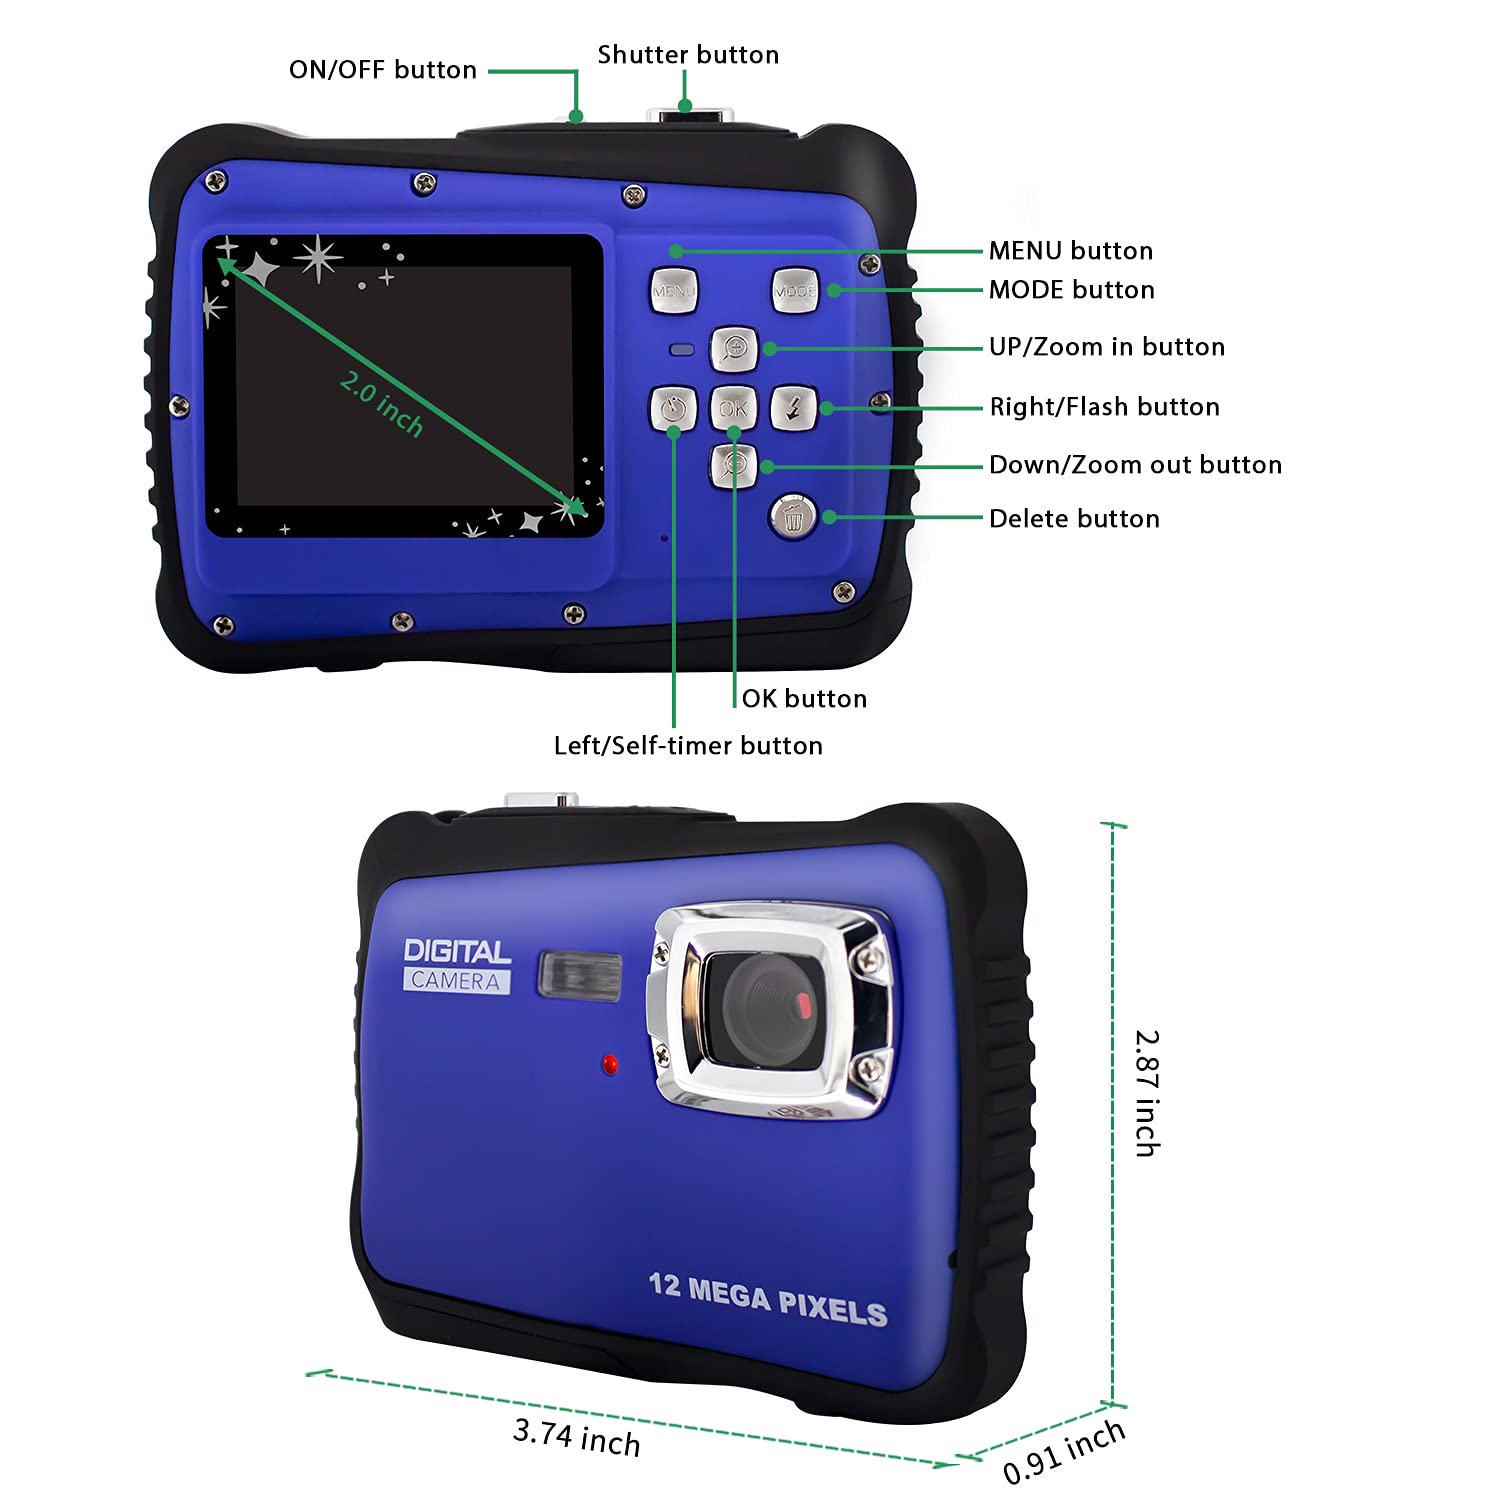 Shutter button
ON/OFF button
MENU button
MENU
MODE
MODE button
UP/Zoom in button
2.0 inch
OK
Right/Flash button
Down/Zoom out button
Delete button
OK button
Left/Self-timer button
DIGITAL
CAMERA
2.87 inch
12 MEGA PIXELS
3.74 inch
0.91 inch